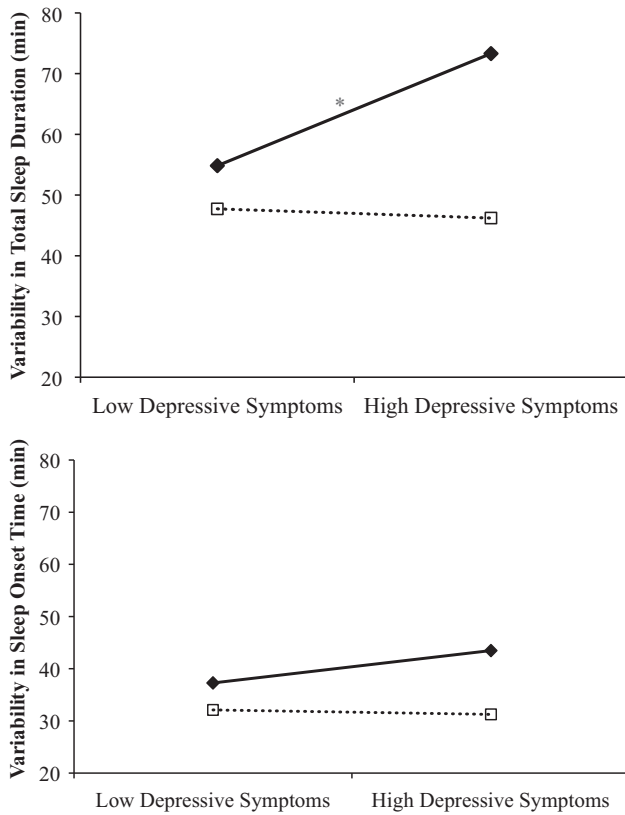 Variability in Total Sleep Duration (min)
80
70
60
50
40
30
20
*
Low Depressive Symptoms
High Depressive Symptoms
Variability in Sleep Onset Time (min)
80
70
60
50
40
30
20
Low Depressive Symptoms
High Depressive Symptoms